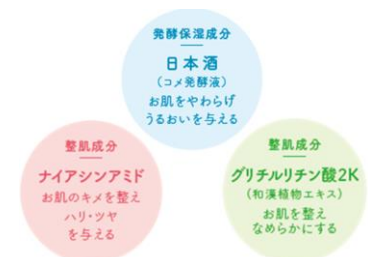 発酵保湿成分
日本酒
(コメ発酵液)
お肌をやわらげ
うるおいを与える
整肌成分
ナイアシンアミド
お肌のキメを整え
ハリ・ツヤ
を与える
整肌成分
グリチルリチン酸2K
(和漢植物エキス)
お肌を整え
なめらかにする